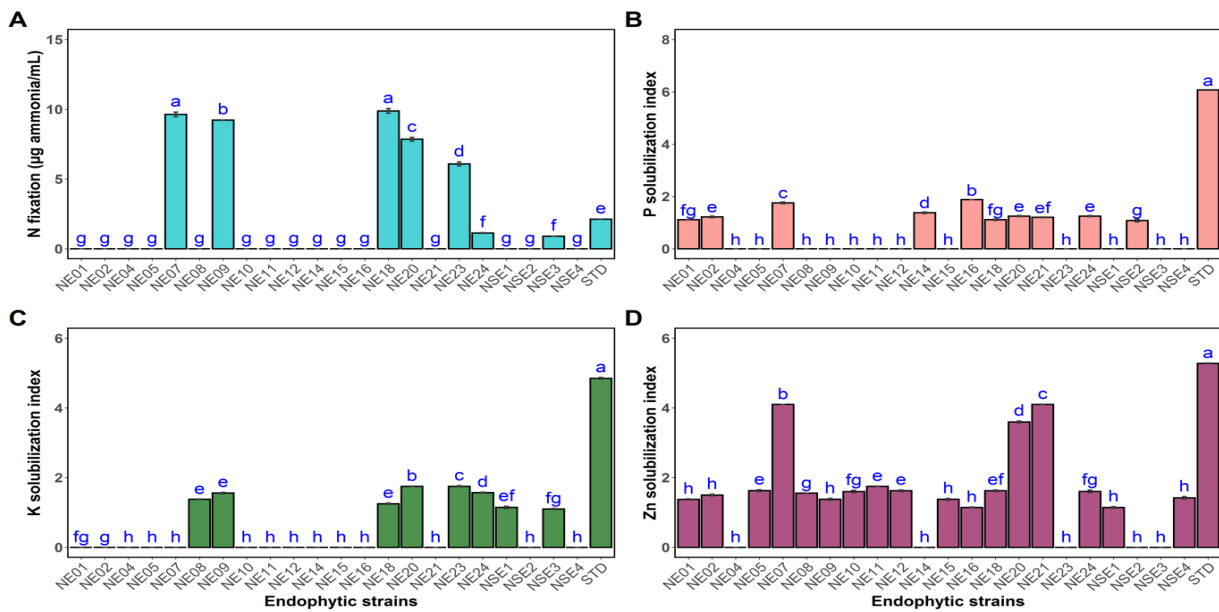 A
N fixation (µg ammonia/mL)
15
10
5
0
g g g g a g b g g g g g g a c g d f g g f g e
NE01 NE02 NE04 NE05 NE07 NE08 NE09 NE10 NE11 NE12 NE14 NE15 NE16 NE18 NE20 NE21 NE23 NE24 NSE1 NSE2 NSE3 NSE4 STD
B
P solubilization index
8
6
4
2
0
fg e h h c h h h h h d h b fg e ef h e h g h h a
NE01 NE02 NE04 NE05 NE07 NE08 NE09 NE10 NE11 NE12 NE14 NE15 NE16 NE18 NE20 NE21 NE23 NE24 NSE1 NSE2 NSE3 NSE4 STD
C
K solubilization index
6
4
2
0
fg g h h h e e h h h h h h e b h c d ef h fg h a
NE01 NE02 NE04 NE05 NE07 NE08 NE09 NE10 NE11 NE12 NE14 NE15 NE16 NE18 NE20 NE21 NE23 NE24 NSE1 NSE2 NSE3 NSE4 STD
Endophytic strains
D
Zn solubilization index
6
4
2
0
h h h e b g h fg e e h h h ef d c h fg h h h h a
NE01 NE02 NE04 NE05 NE07 NE08 NE09 NE10 NE11 NE12 NE14 NE15 NE16 NE18 NE20 NE21 NE23 NE24 NSE1 NSE2 NSE3 NSE4 STD
Endophytic strains